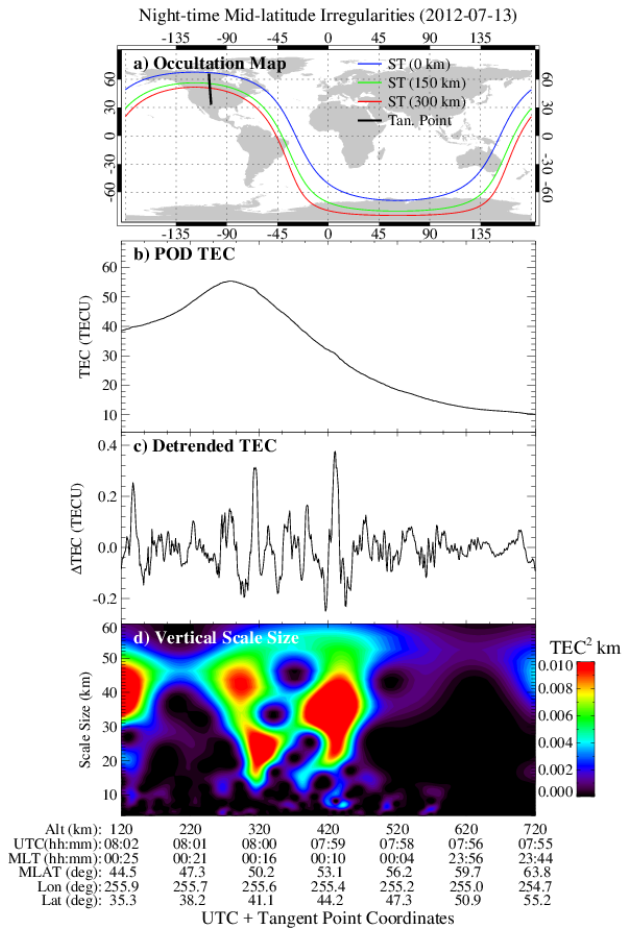 Night-time Mid-latitude Irregularities (2012-07-13)
-135 -90 -45 0 45 90 135
a) Occultation Map
ST (0 km)
ST (150 km)
ST (300 km)
Tan. Point
60 60
30 30
0 0
-30 -30
-60 -60
-135 -90 -45 0 45 90 135
b) POD TEC
TEC (TECU)
60
50
40
30
20
10
c) Detrended TEC
ΔTEC (TECU)
0.4
0.2
0.0
-0.2
d) Vertical Scale Size
Scale Size (km)
60
50
40
30
20
10
TEC² km
0.010
0.008
0.006
0.004
0.002
0.000
Alt (km): 120 220 320 420 520 620 720
UTC(hh:mm): 08:02 08:01 08:00 07:59 07:58 07:56 07:55
MLT (hh:mm): 00:25 00:21 00:16 00:10 00:04 23:56 23:44
MLAT (deg): 44.5 47.3 50.2 53.1 56.2 59.7 63.8
Lon (deg): 255.9 255.7 255.6 255.4 255.2 255.0 254.7
Lat (deg): 35.3 38.2 41.1 44.2 47.3 50.9 55.2
UTC + Tangent Point Coordinates